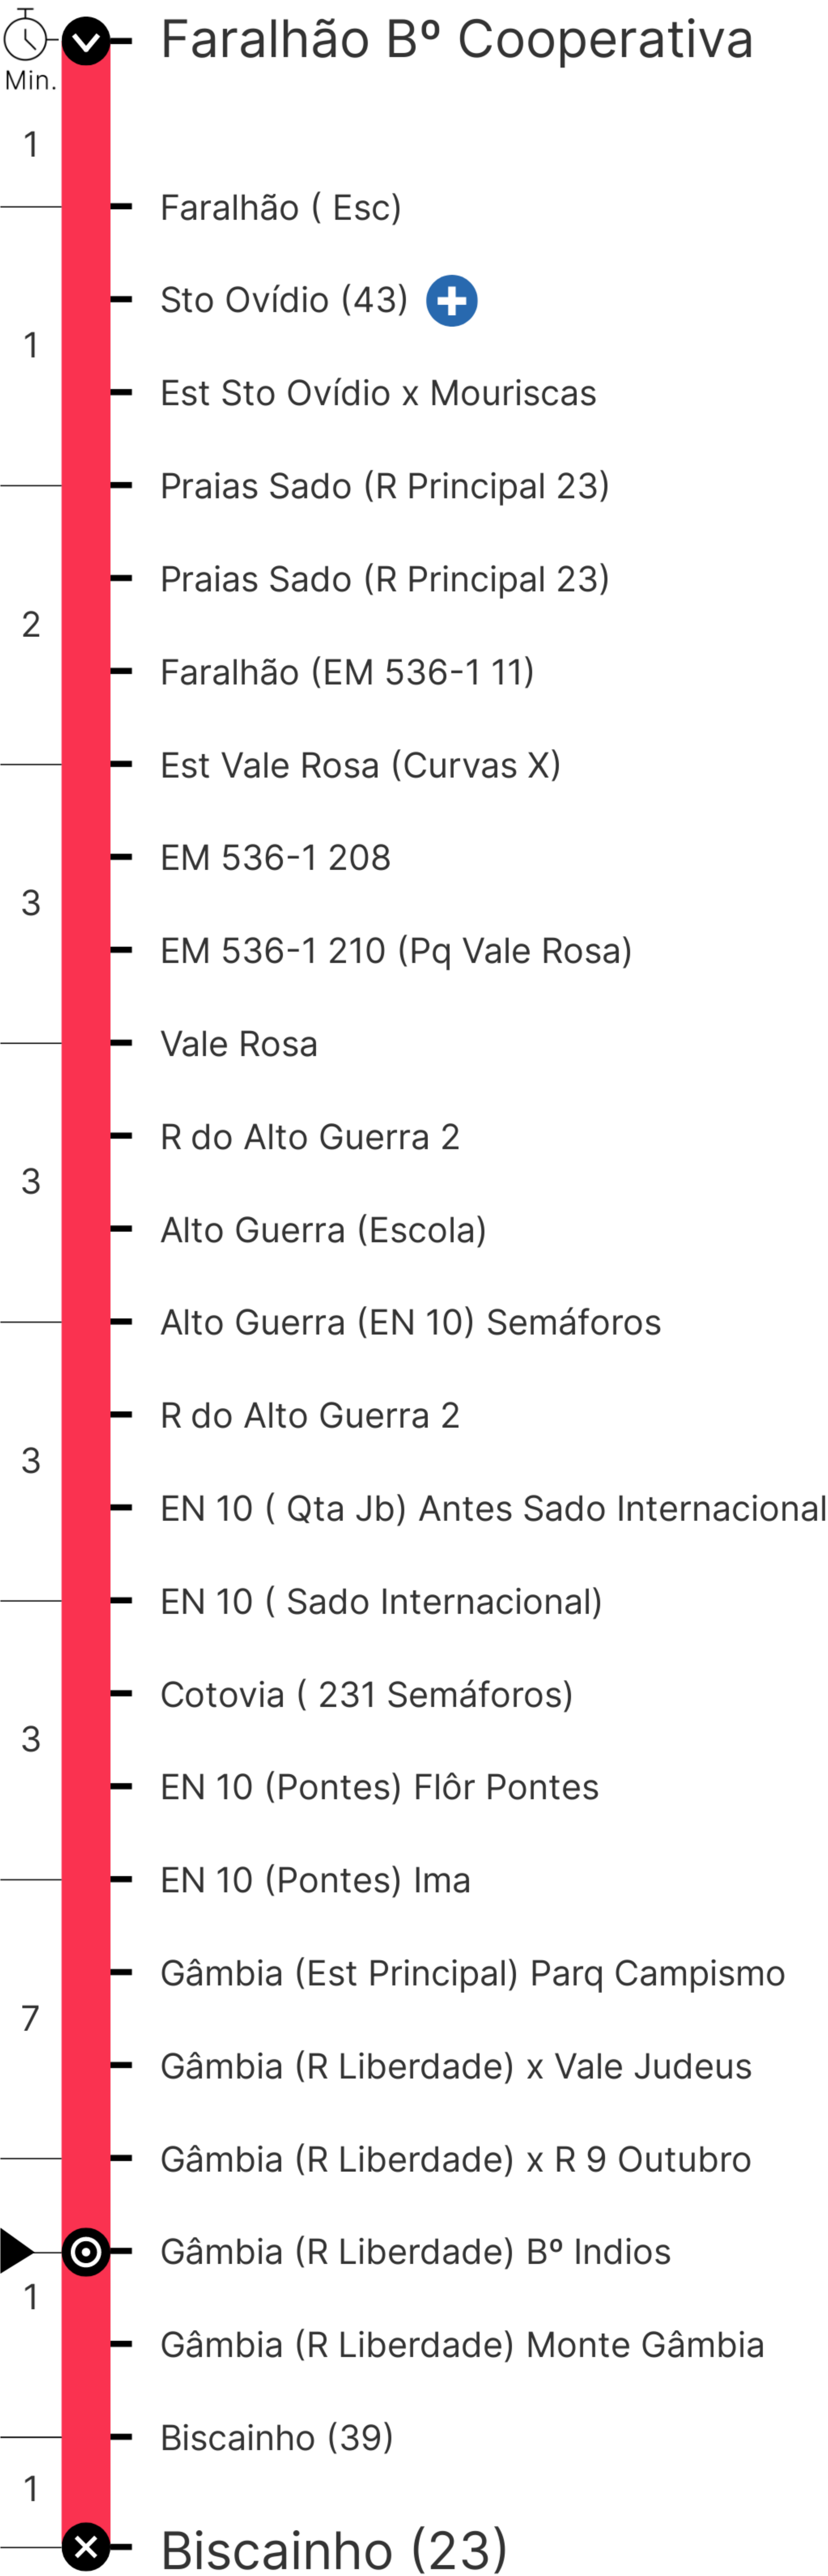 Faralhão Bº Cooperativa
Min.
1
Faralhão ( Esc)
Sto Ovídio (43)
1
Est Sto Ovídio x Mouriscas
Praias Sado (R Principal 23)
Praias Sado (R Principal 23)
2
Faralhão (EM 536-1 11)
Est Vale Rosa (Curvas X)
EM 536-1 208
3
EM 536-1 210 (Pq Vale Rosa)
Vale Rosa
R do Alto Guerra 2
3
Alto Guerra (Escola)
Alto Guerra (EN 10) Semáforos
R do Alto Guerra 2
3
EN 10 ( Qta Jb) Antes Sado Internacional
EN 10 ( Sado Internacional)
Cotovia ( 231 Semáforos)
3
EN 10 (Pontes) Flôr Pontes
EN 10 (Pontes) Ima
Gâmbia (Est Principal) Parq Campismo
7
Gâmbia (R Liberdade) x Vale Judeus
Gâmbia (R Liberdade) x R 9 Outubro
Gâmbia (R Liberdade) Bº Indios
1
Gâmbia (R Liberdade) Monte Gâmbia
Biscainho (39)
1
Biscainho (23)